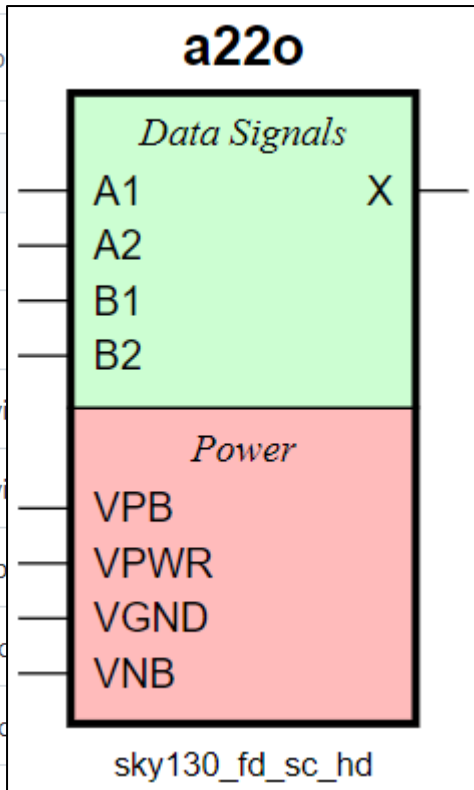 a22o
Data Signals
A1 X
A2
B1
B2
Power
VPB
VPWR
VGND
VNB
sky130_fd_sc_hd